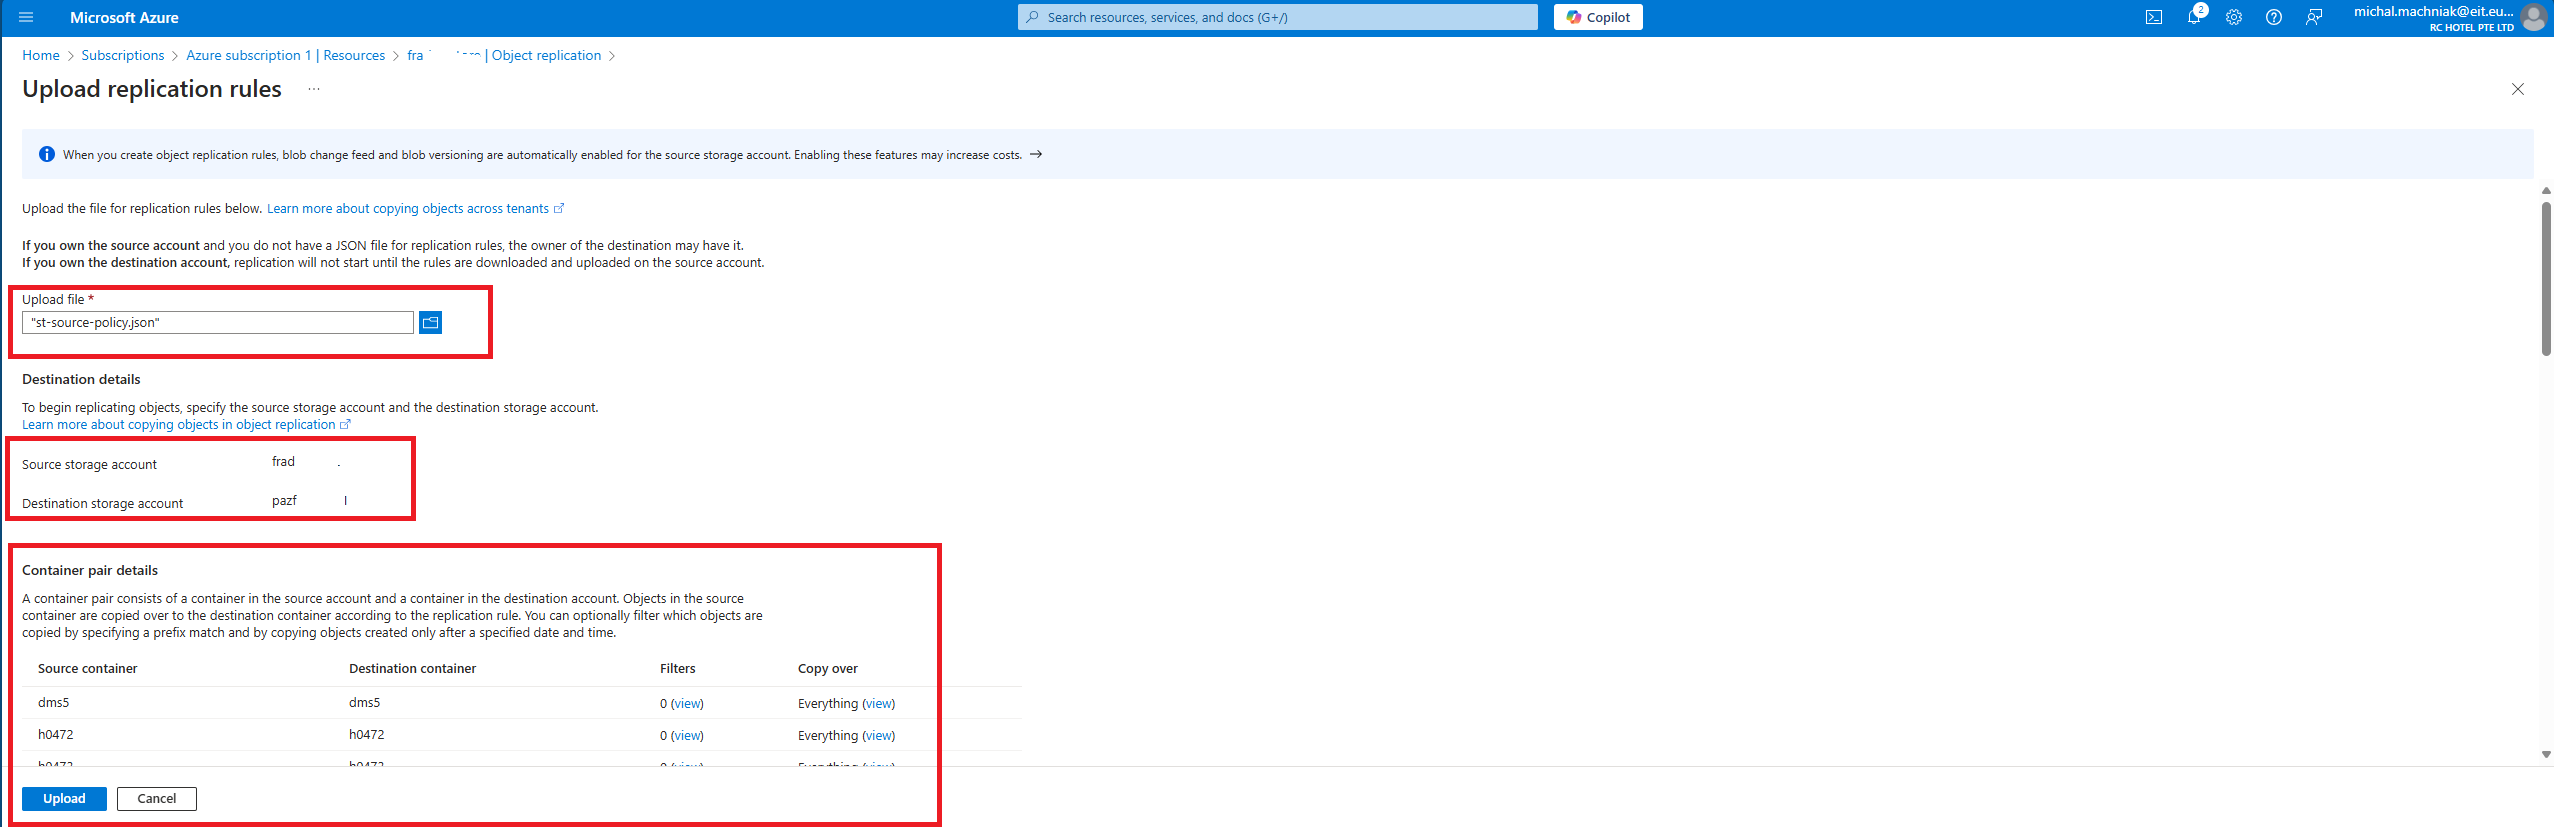 Microsoft Azure
Search resources, services, and docs (G+/)
Copilot
2
michal.machniak@eit.eu...
RC HOTEL PTE LTD
Home > Subscriptions > Azure subscription 1 | Resources > fra | Object replication >
Upload replication rules ...
When you create object replication rules, blob change feed and blob versioning are automatically enabled for the source storage account. Enabling these features may increase costs. →
Upload the file for replication rules below. Learn more about copying objects across tenants
If you own the source account and you do not have a JSON file for replication rules, the owner of the destination may have it.
If you own the destination account, replication will not start until the rules are downloaded and uploaded on the source account.
Upload file *
"st-source-policy.json"
Destination details
To begin replicating objects, specify the source storage account and the destination storage account.
Learn more about copying objects in object replication
Source storage account frad
Destination storage account pazf
Container pair details
A container pair consists of a container in the source account and a container in the destination account. Objects in the source
container are copied over to the destination container according to the replication rule. You can optionally filter which objects are
copied by specifying a prefix match and by copying objects created only after a specified date and time.
Source container Destination container Filters Copy over
dms5 dms5 0 (view) Everything (view)
h0472 h0472 0 (view) Everything (view)
Upload Cancel